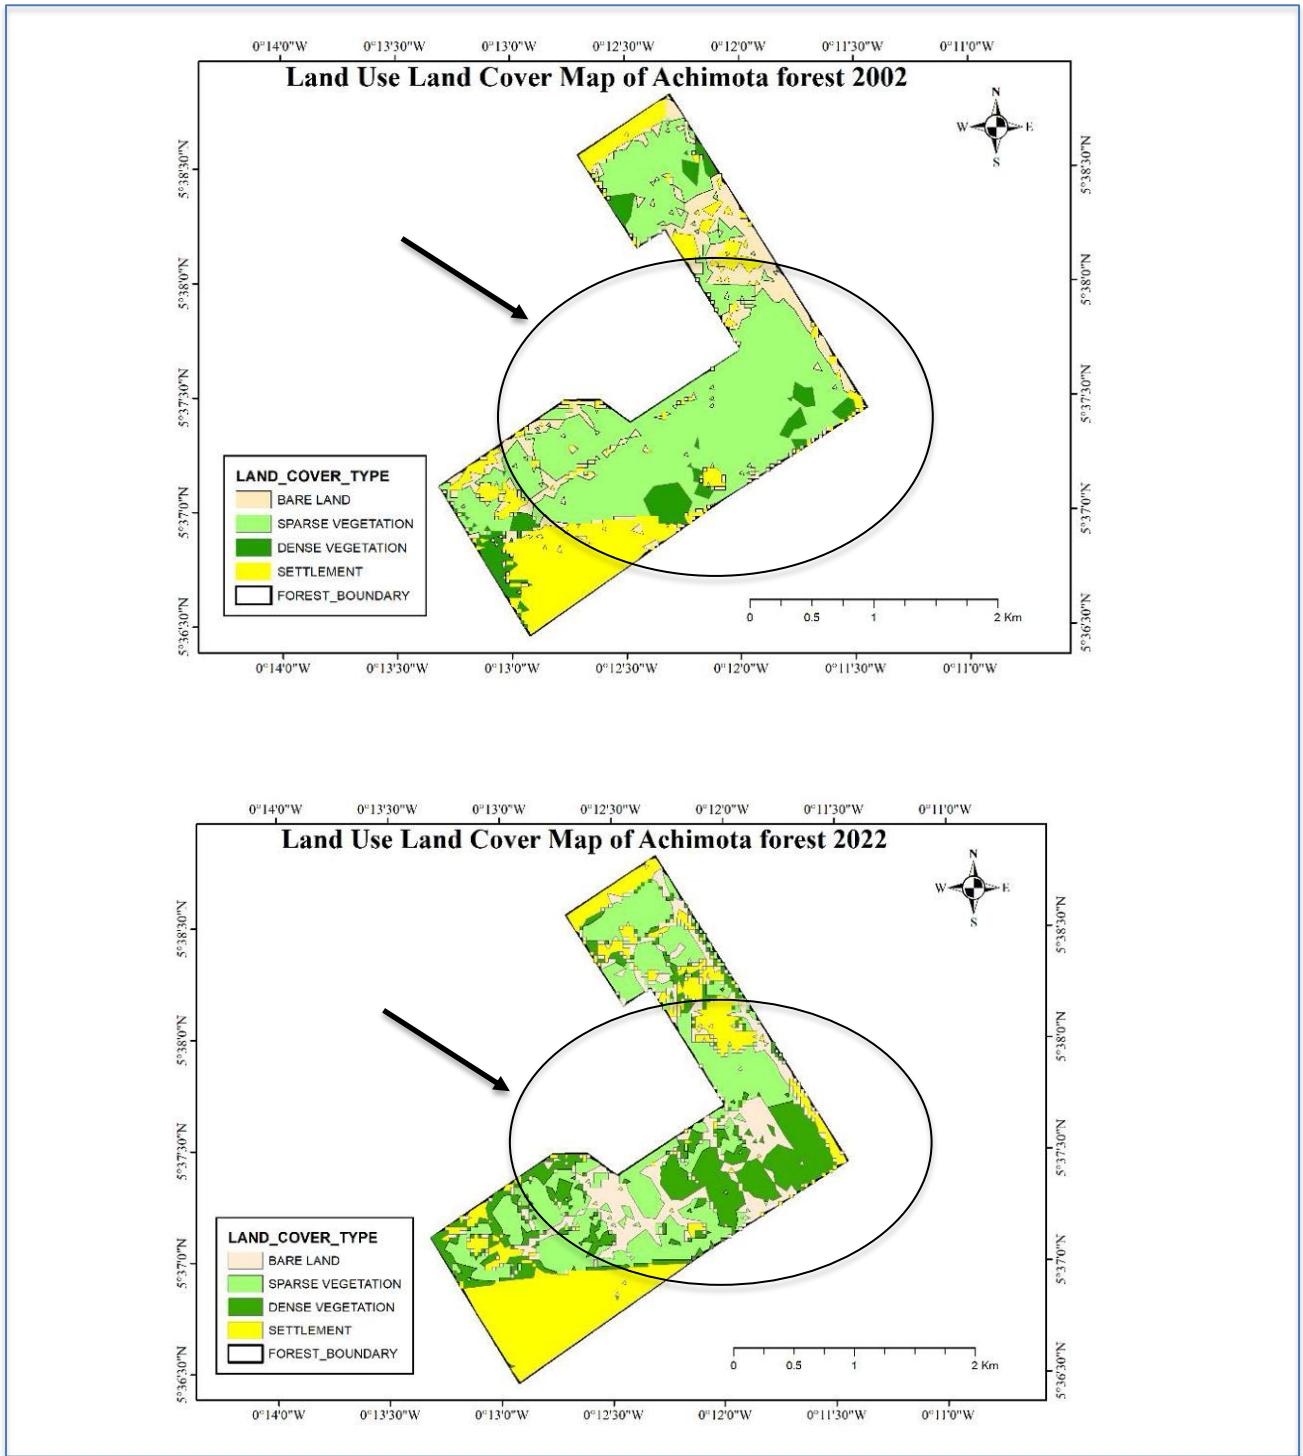 0°14'0"W 0°13'30"W 0°13'0"W 0°12'30"W 0°12'0"W 0°11'30"W 0°11'0"W
Land Use Land Cover Map of Achimota forest 2002
N
W E
S
5°38'30"N 5°38'30"N
5°38'0"N 5°38'0"N
5°37'30"N 5°37'30"N
5°37'0"N 5°37'0"N
5°36'30"N 5°36'30"N
LAND_COVER_TYPE
BARE LAND
SPARSE VEGETATION
DENSE VEGETATION
SETTLEMENT
FOREST_BOUNDARY
0 0.5 1 2 Km
0°14'0"W 0°13'30"W 0°13'0"W 0°12'30"W 0°12'0"W 0°11'30"W 0°11'0"W
0°14'0"W 0°13'30"W 0°13'0"W 0°12'30"W 0°12'0"W 0°11'30"W 0°11'0"W
Land Use Land Cover Map of Achimota forest 2022
N
W E
S
5°38'30"N 5°38'30"N
5°38'0"N 5°38'0"N
5°37'30"N 5°37'30"N
5°37'0"N 5°37'0"N
5°36'30"N 5°36'30"N
LAND_COVER_TYPE
BARE LAND
SPARSE VEGETATION
DENSE VEGETATION
SETTLEMENT
FOREST_BOUNDARY
0 0.5 1 2 Km
0°14'0"W 0°13'30"W 0°13'0"W 0°12'30"W 0°12'0"W 0°11'30"W 0°11'0"W